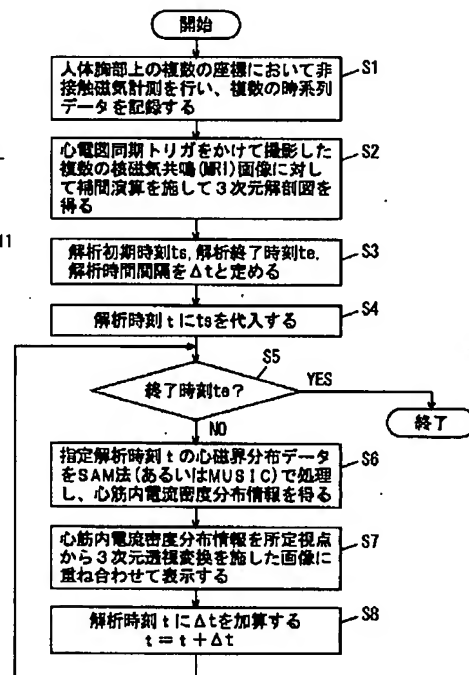 開始
S1
人体胸部上の複数の座標において非
接触磁気計測を行い、複数の時系列
データを記録する
S2
心電図同期トリガをかけて撮影した
複数の核磁気共鳴(MRI)画像に対
して補間演算を施して3次元解剖図を
得る
11
S3
解析初期時刻ts,解析終了時刻te,
解析時間間隔をΔtと定める
S4
解析時刻tにtsを代入する
S5
終了時刻te?
YES
終了
NO
S6
指定解析時刻tの心磁界分布データ
をSAM法(あるいはMUSIC)で処理
し、心筋内電流密度分布情報を得る
S7
心筋内電流密度分布情報を所定視点
から3次元透視変換を施した画像に
重ね合わせて表示する
S8
解析時刻tにΔtを加算する
t=t+Δt